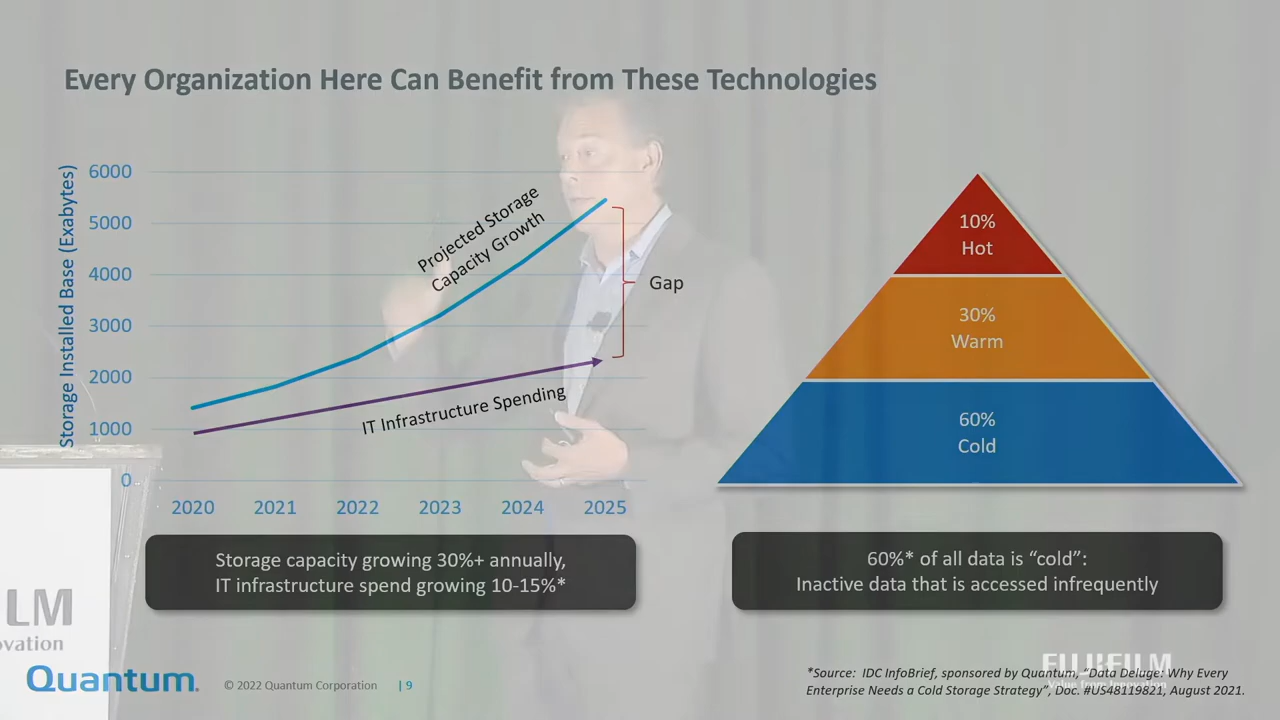 Every Organization Here Can Benefit from These Technologies
Storage Installed Base (Exabytes)
6000
5000
4000
3000
2000
1000
0
2020 2021 2022 2023 2024 2025
Projected Storage
Capacity Growth
IT Infrastructure Spending
Gap
10%
Hot
30%
Warm
60%
Cold
Storage capacity growing 30%+ annually,
IT infrastructure spend growing 10-15%*
60%* of all data is “cold”:
Inactive data that is accessed infrequently
LM
ovation
Quantum.
© 2022 Quantum Corporation | 9
FUJIFILM
Value from Innovation
*Source: IDC InfoBrief, sponsored by Quantum, “Data Deluge: Why Every
Enterprise Needs a Cold Storage Strategy”, Doc. #US48119821, August 2021.